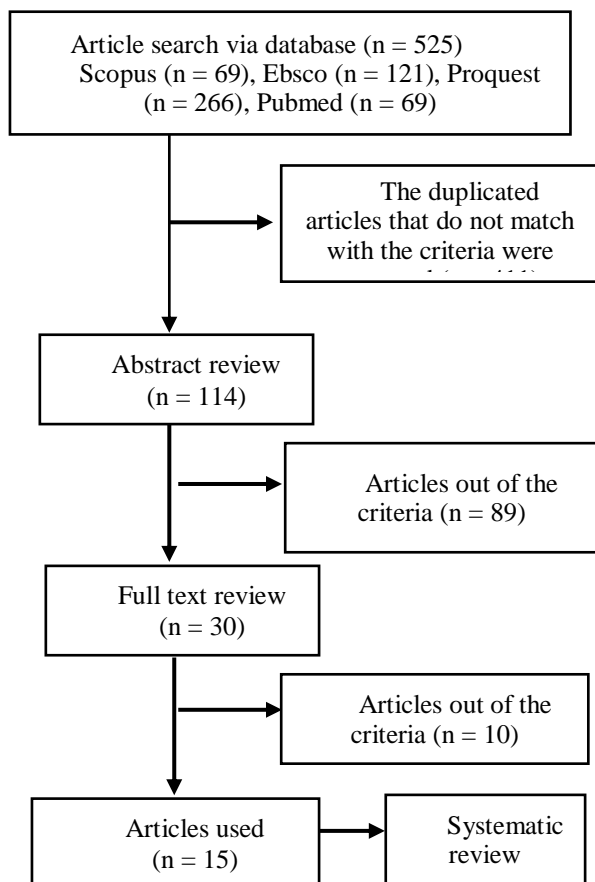 Article search via database (n = 525)
Scopus (n = 69), Ebsco (n = 121), Proquest
(n = 266), Pubmed (n = 69)
The duplicated
articles that do not match
with the criteria were
Abstract review
(n = 114)
Articles out of the
criteria (n = 89)
Full text review
(n = 30)
Articles out of the
criteria (n = 10)
Articles used
(n = 15)
Systematic
review